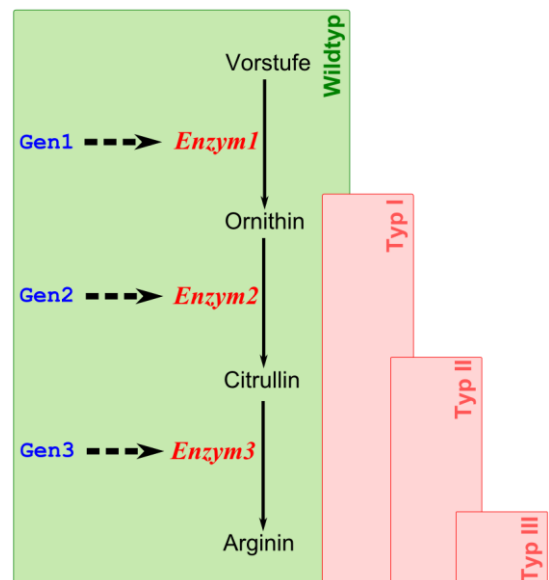 Vorstufe
Wildtyp
Gen1
Enzym1
Ornithin
Typ I
Gen2
Enzym2
Citrullin
Typ II
Gen3
Enzym3
Arginin
Typ III